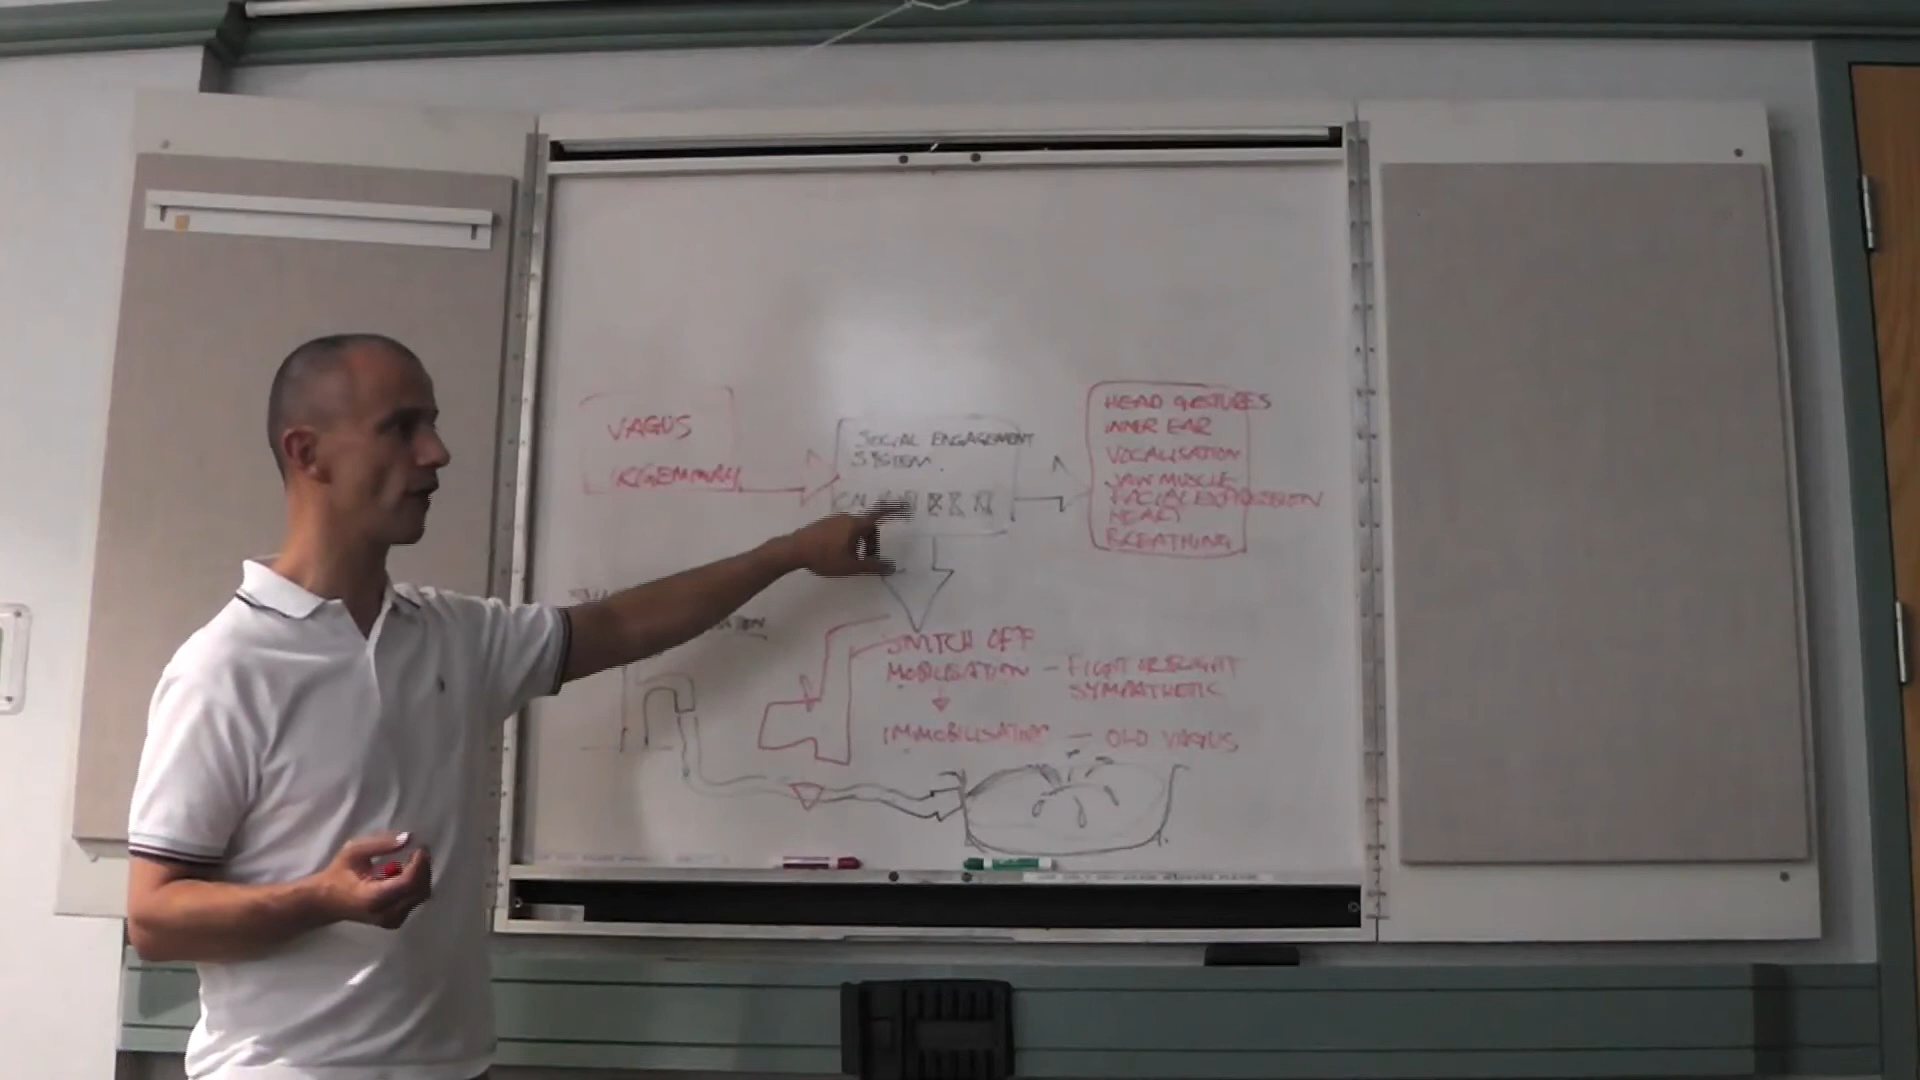 VAGUS
SOCIAL ENGAGEMENT
SYSTEM.
CN
HEAD GESTURES
INNER EAR
VOCALISATION
JAW MUSCLE
FACIAL EXPRESSION
HEART
BREATHING
SWITCH OFF
MOBILISATION — FIGHT OR FLIGHT
SYMPATHETIC
IMMOBILISATION — OLD VAGUS